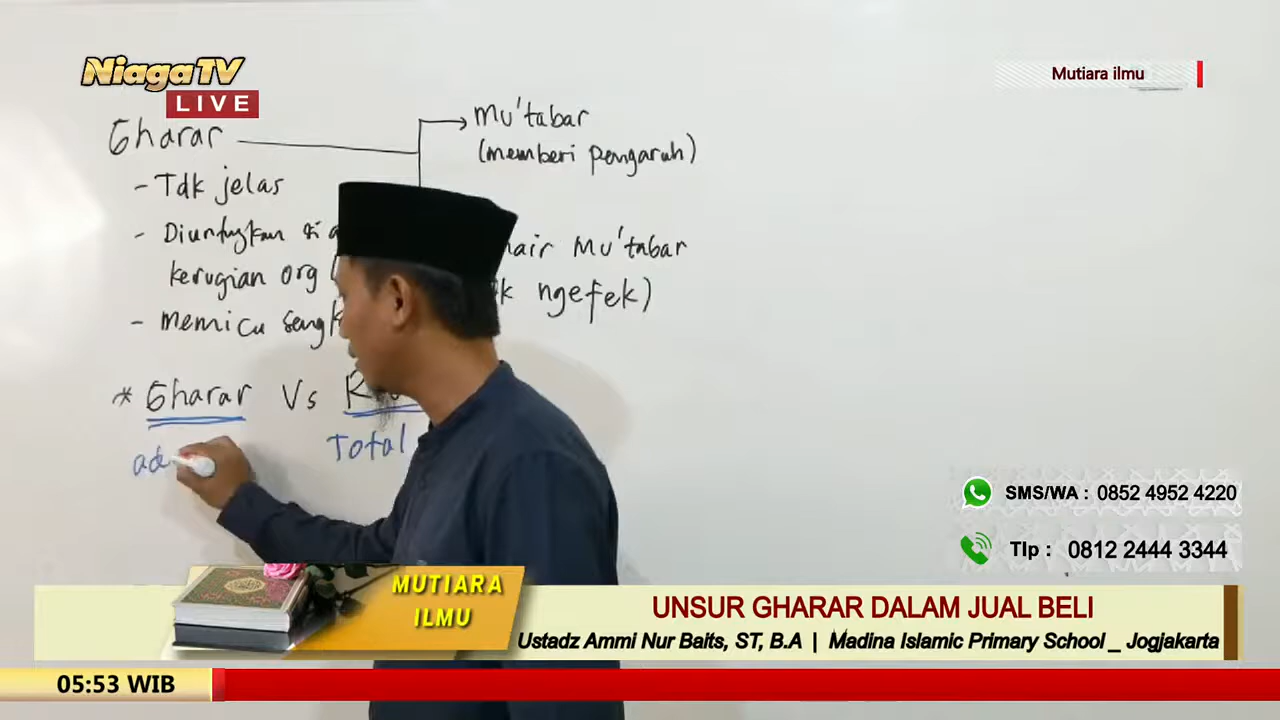 NiagaTV
LIVE
Mutiara ilmu
Gharar
Mu'tabar
(memberi pengaruh)
- Tdk jelas
- Diuntungkan
kerugian org
- memicu
Mu'tabar
ngefek)
* Gharar Vs
Total
SMS/WA : 0852 4952 4220
Tlp : 0812 2444 3344
MUTIARA
ILMU
UNSUR GHARAR DALAM JUAL BELI
Ustadz Ammi Nur Baits, ST, B.A | Madina Islamic Primary School _ Jogjakarta
05:53 WIB